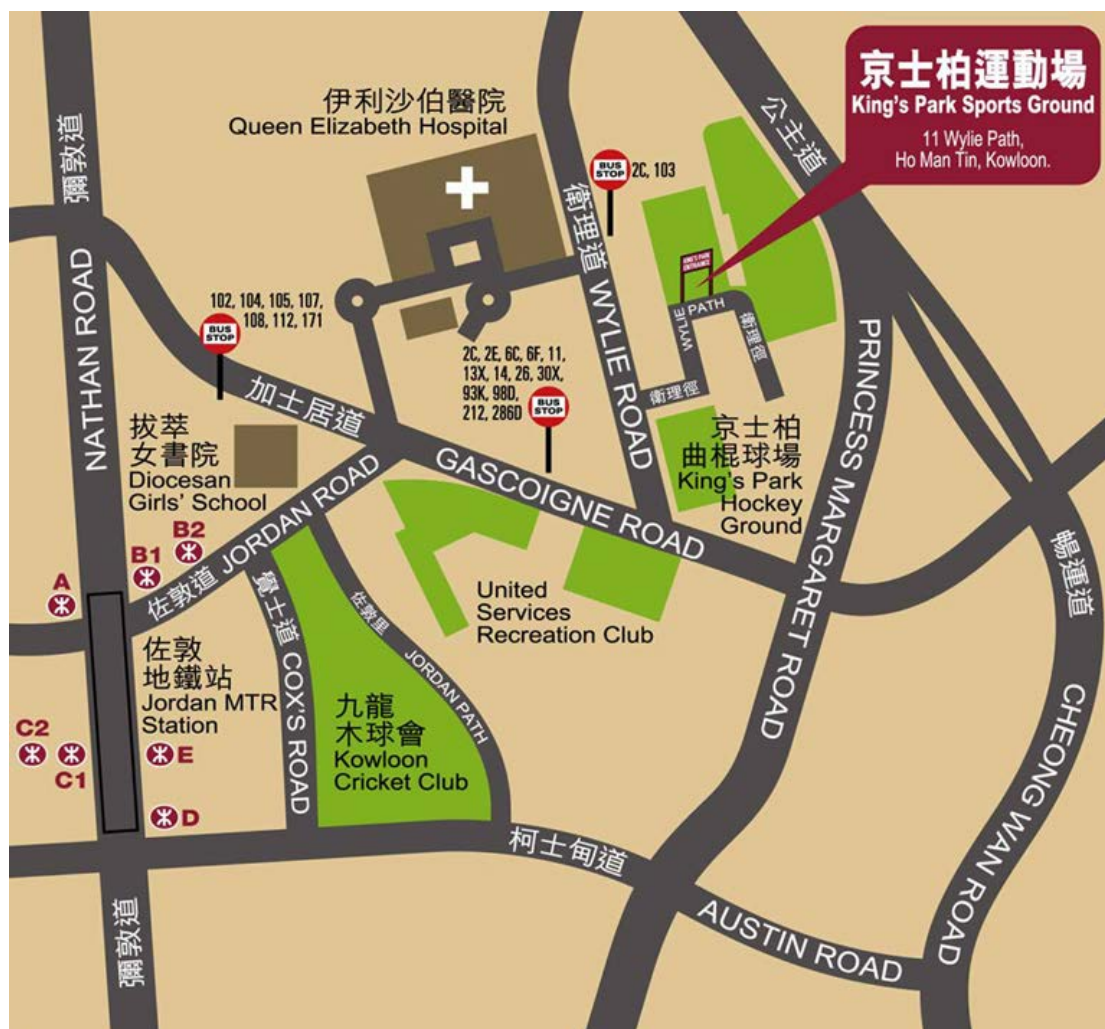 京士柏運動場
King's Park Sports Ground
11 Wylie Path,
Ho Man Tin, Kowloon.
公主道
彌敦道
伊利沙伯醫院
Queen Elizabeth Hospital
BUS
STOP
2C, 103
衛理道 WYLIE ROAD
KING'S PARK
ENTRANCE
WYLIE
PATH
衛理徑
衛理徑
NATHAN ROAD
102, 104, 105, 107,
108, 112, 171
BUS
STOP
2C, 2E, 6C, 6F, 11,
13X, 14, 26, 30X,
93K, 98D,
212, 286D
BUS
STOP
加士居道
GASCOIGNE ROAD
PRINCESS MARGARET ROAD
拔萃
女書院
Diocesan
Girls' School
京士柏
曲棍球場
King's Park
Hockey
Ground
B2
B1
A
佐敦道 JORDAN ROAD
United
Services
Recreation Club
暢運道
CHEONG WAN ROAD
佐敦
地鐵站
Jordan MTR
Station
覺士道 COX'S ROAD
佐敦里
JORDAN PATH
九龍
木球會
Kowloon
Cricket Club
C2
C1
E
D
柯士甸道
AUSTIN ROAD
彌敦道